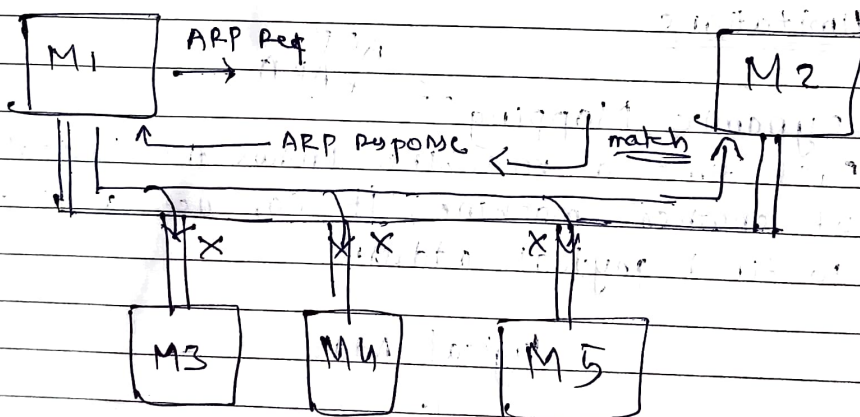 M1
ARP Req
M2
ARP Response
match
X
X
X
M3
M4
M5